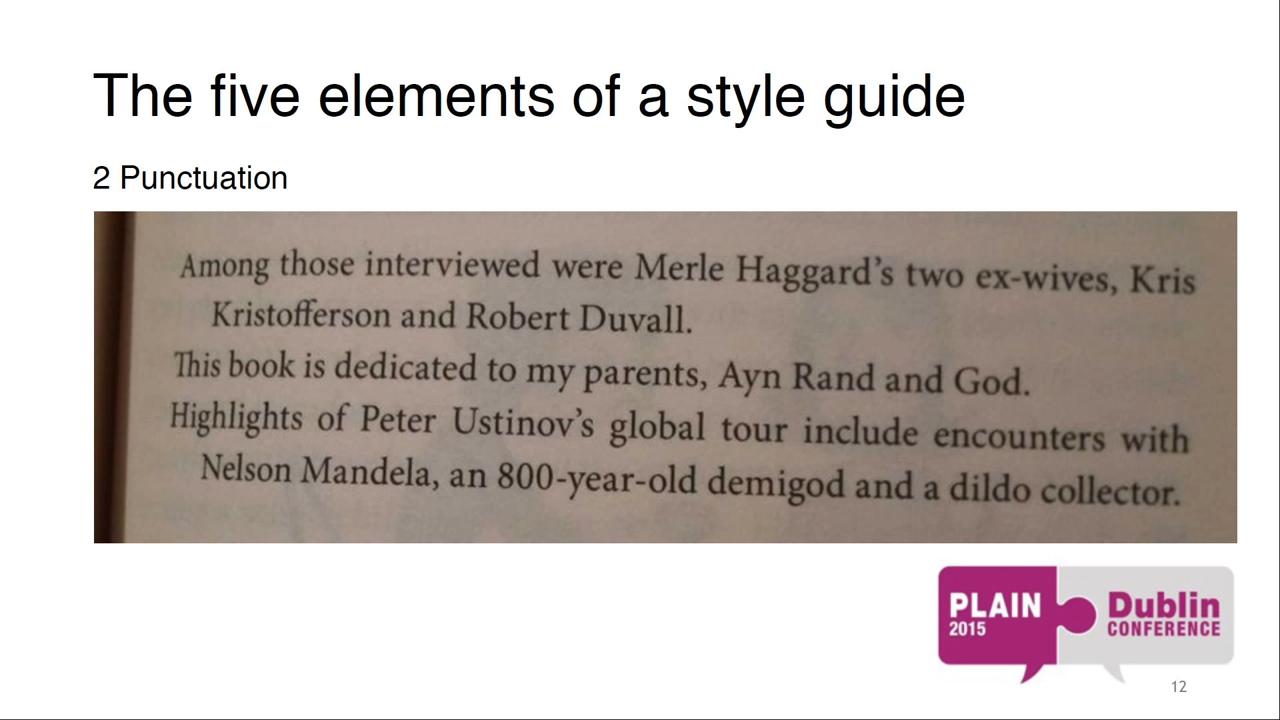 The five elements of a style guide
2 Punctuation
Among those interviewed were Merle Haggard’s two ex-wives, Kris
Kristofferson and Robert Duvall.
This book is dedicated to my parents, Ayn Rand and God.
Highlights of Peter Ustinov’s global tour include encounters with
Nelson Mandela, an 800-year-old demigod and a dildo collector.
PLAIN
2015
Dublin
CONFERENCE
12